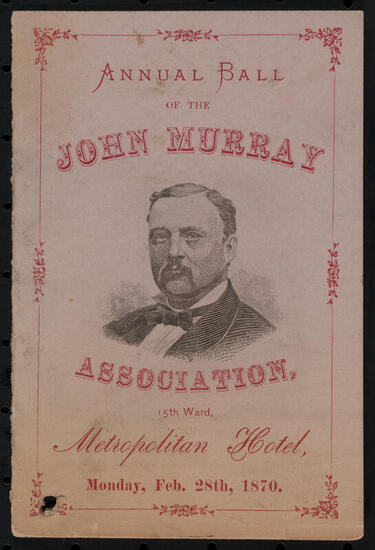 ANNUAL BALL
OF THE
JOHN MURRAY
ASSOCIATION,
15th Ward,
Metropolitan Hotel,
Monday, Feb. 28th, 1870.